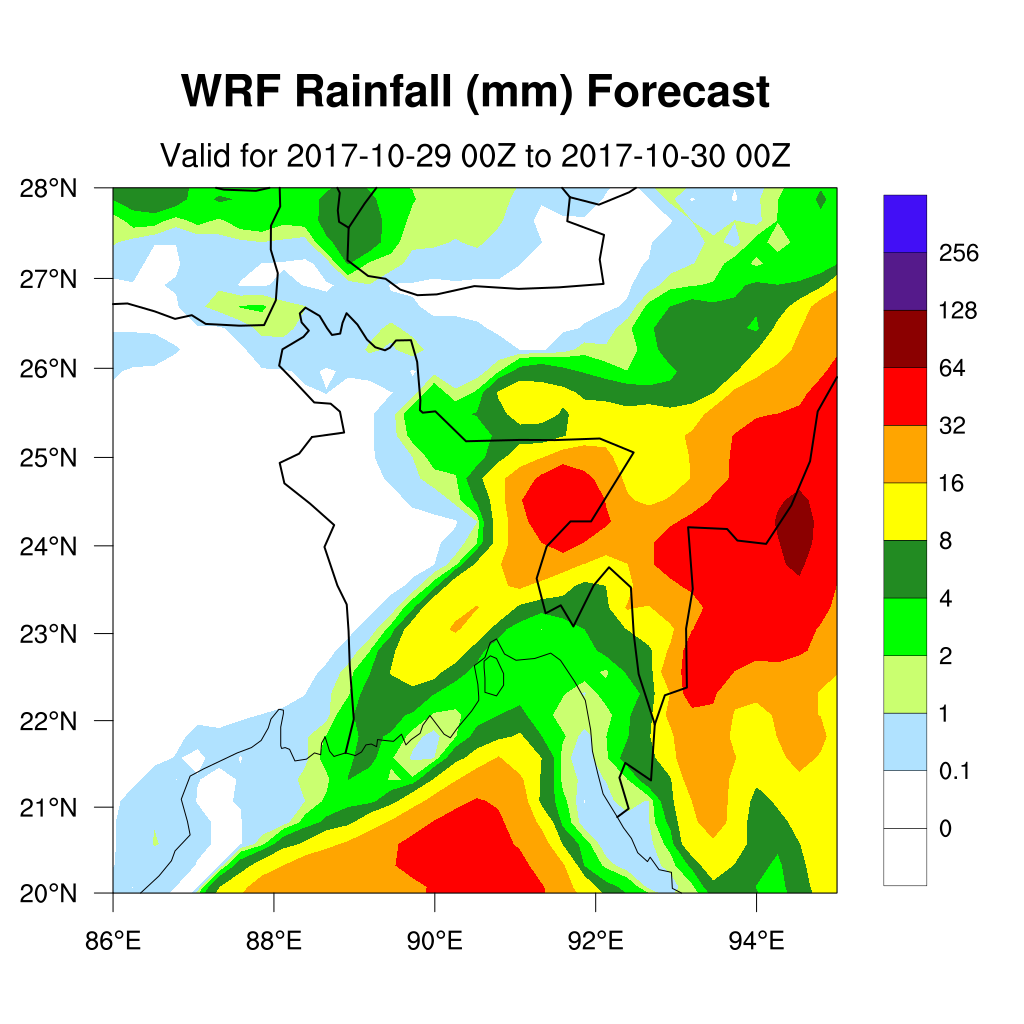 WRF Rainfall (mm) Forecast
Valid for 2017-10-29 00Z to 2017-10-30 00Z
28°N
27°N
26°N
25°N
24°N
23°N
22°N
21°N
20°N
86°E
88°E
90°E
92°E
94°E
256
128
64
32
16
8
4
2
1
0.1
0